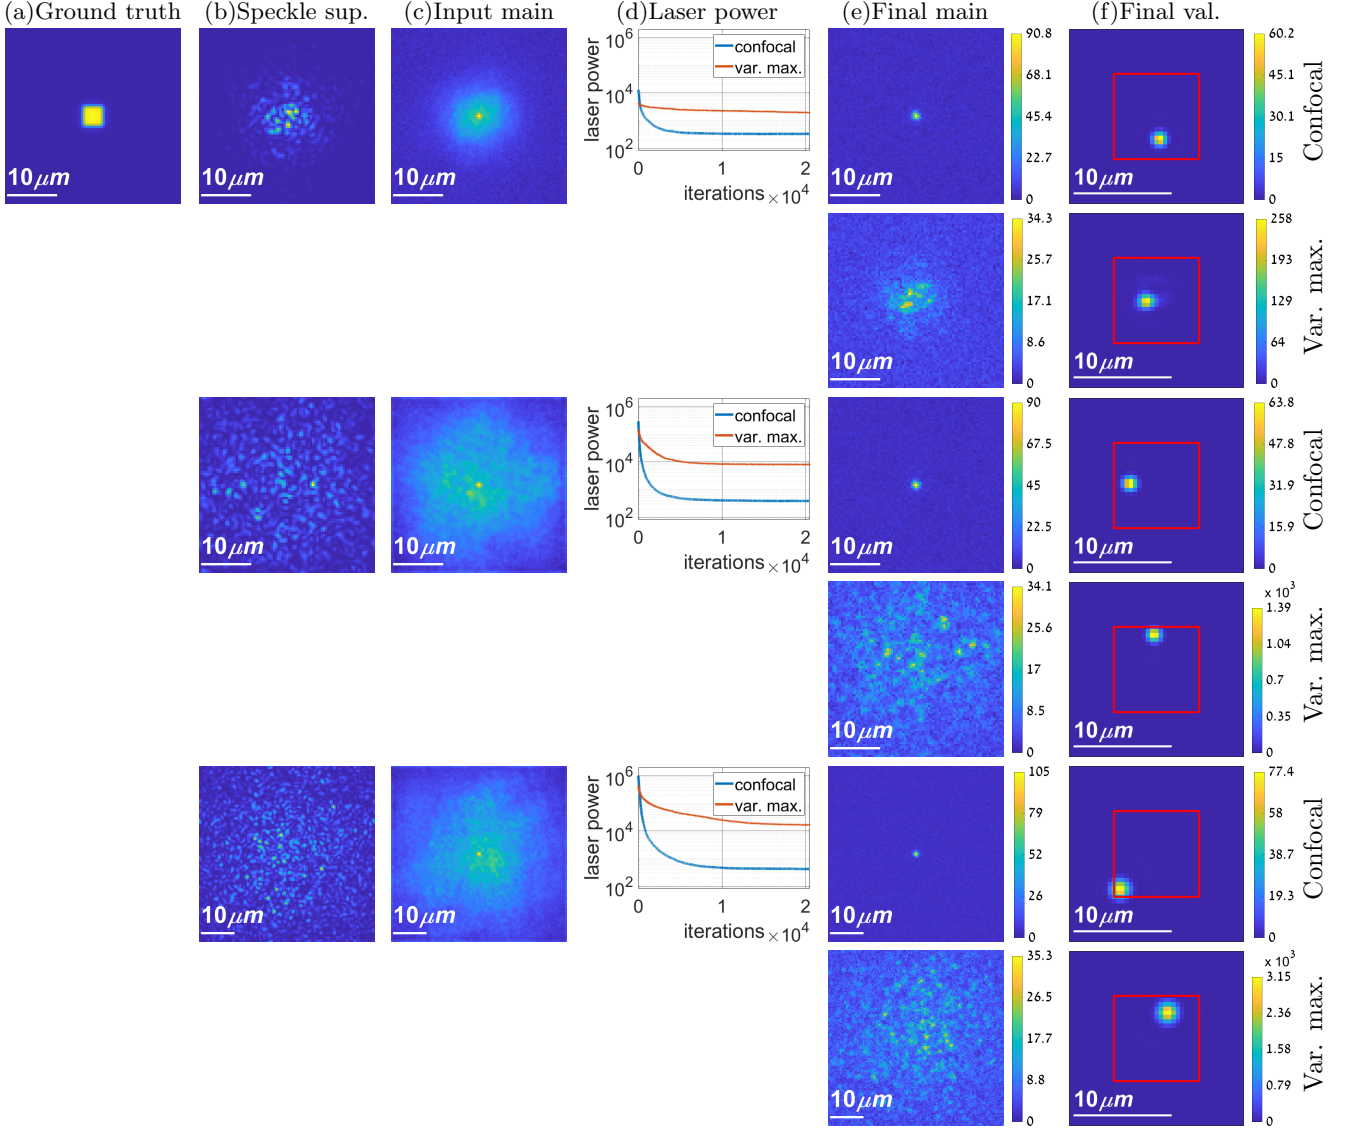 (a)Ground truth
(b)Speckle sup.
(c)Input main
(d)Laser power
(e)Final main
(f)Final val.
10μm
10μm
10μm
laser power
10^6
10^4
10^2
confocal
var. max.
0
1
2
iterations ×10^4
10μm
90.8
68.1
45.4
22.7
0
10μm
60.2
45.1
30.1
15
0
Confocal
10μm
34.3
25.7
17.1
8.6
0
10μm
258
193
129
64
0
Var. max.
10μm
10μm
laser power
10^6
10^4
10^2
confocal
var. max.
0
1
2
iterations ×10^4
10μm
90
67.5
45
22.5
0
10μm
63.8
47.8
31.9
15.9
0
Confocal
10μm
34.1
25.6
17
8.5
0
10μm
x 10^3
1.39
1.04
0.7
0.35
0
Var. max.
10μm
10μm
laser power
10^6
10^4
10^2
confocal
var. max.
0
1
2
iterations ×10^4
10μm
105
79
52
26
0
10μm
77.4
58
38.7
19.3
0
Confocal
10μm
35.3
26.5
17.7
8.8
0
10μm
x 10^3
3.15
2.36
1.58
0.79
0
Var. max.